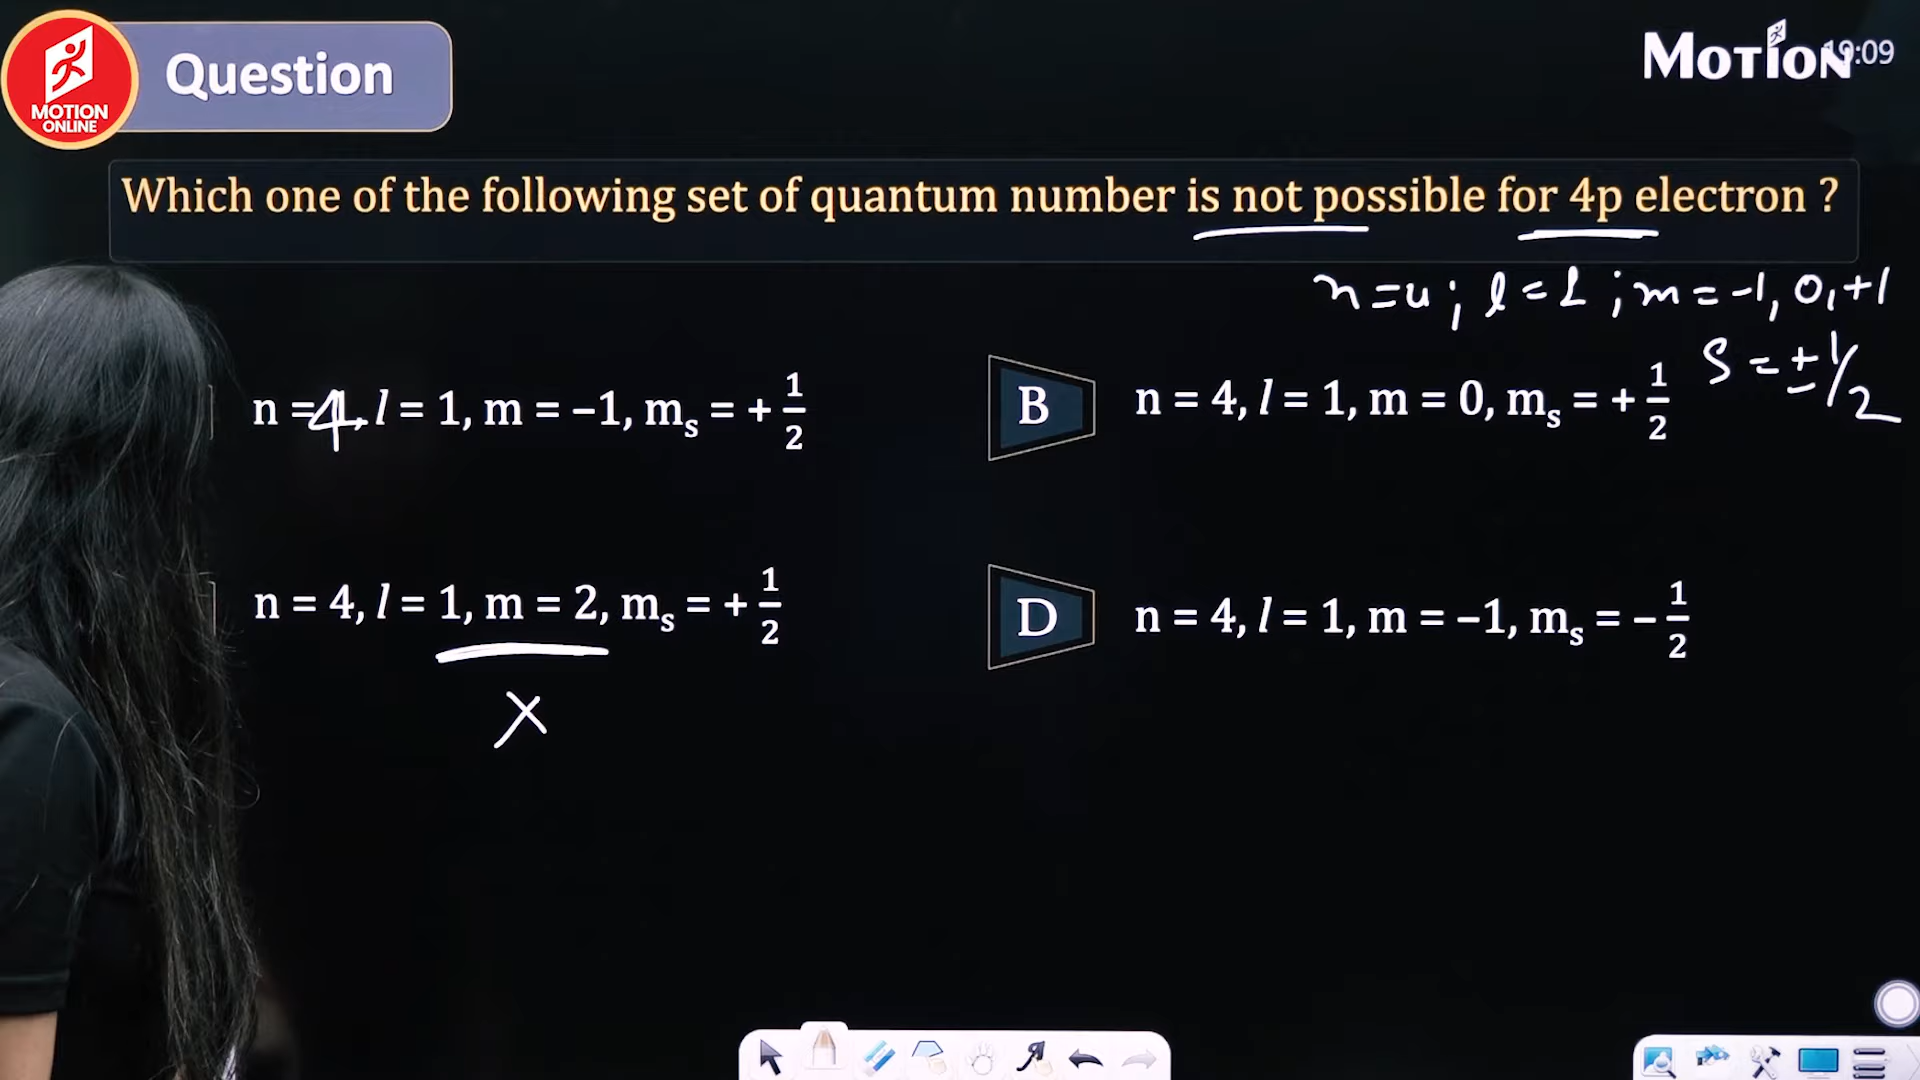 MOTION
ONLINE
Question
MOTION
19:09
Which one of the following set of quantum number is not possible for 4p electron ?
n = 4 ; l = 1 ; m = -1, 0, +1
S = ± 1/2
n = 4, l = 1, m = −1, mₛ = + 1/2
B n = 4, l = 1, m = 0, mₛ = + 1/2
n = 4, l = 1, m = 2, mₛ = + 1/2
X
D n = 4, l = 1, m = −1, mₛ = − 1/2